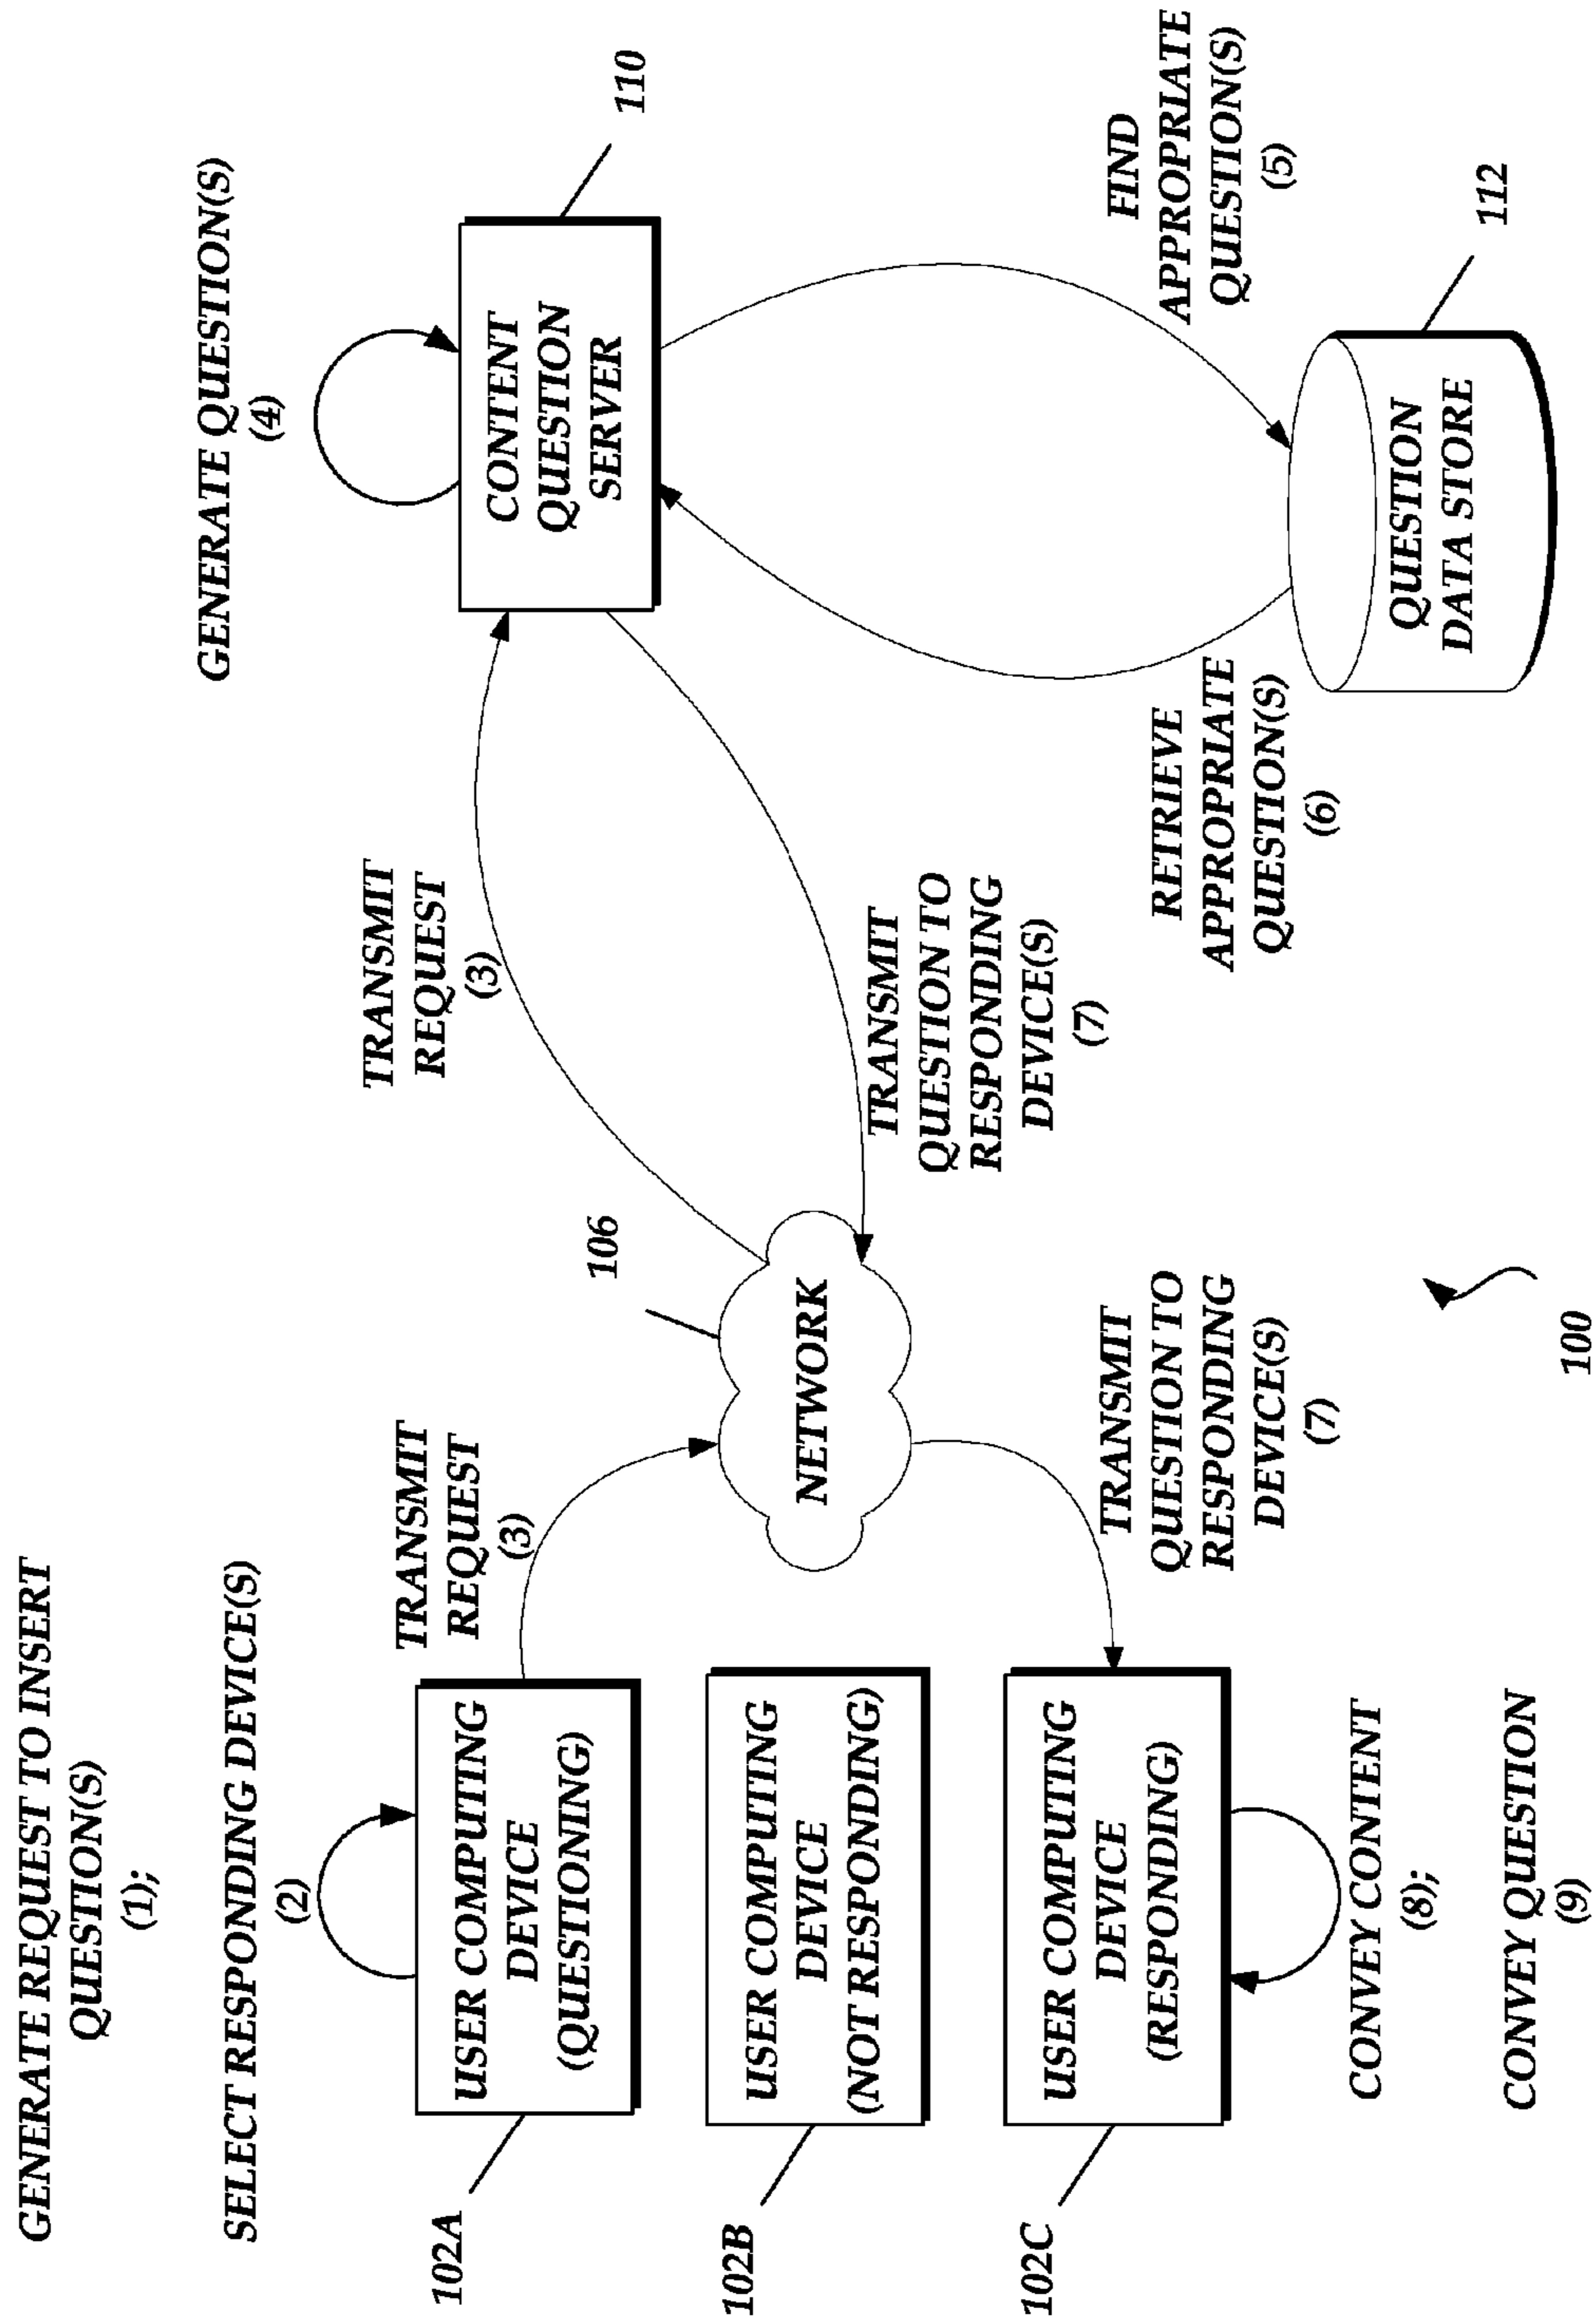 GENERATE REQUEST TO INSERT
QUESTION(S)
(1);
SELECT RESPONDING DEVICE(S)
(2)
102A
USER COMPUTING
DEVICE
(QUESTIONING)
102B
USER COMPUTING
DEVICE
(NOT RESPONDING)
102C
USER COMPUTING
DEVICE
(RESPONDING)
CONVEY CONTENT
(8);
CONVEY QUESTION
(9)
TRANSMIT
REQUEST
(3)
106
NETWORK
TRANSMIT
QUESTION TO
RESPONDING
DEVICE(S)
(7)
100
TRANSMIT
REQUEST
(3)
TRANSMIT
QUESTION TO
RESPONDING
DEVICE(S)
(7)
GENERATE QUESTION(S)
(4)
CONTENT
QUESTION
SERVER
110
RETRIEVE
APPROPRIATE
QUESTION(S)
(6)
FIND
APPROPRIATE
QUESTION(S)
(5)
QUESTION
DATA STORE
112